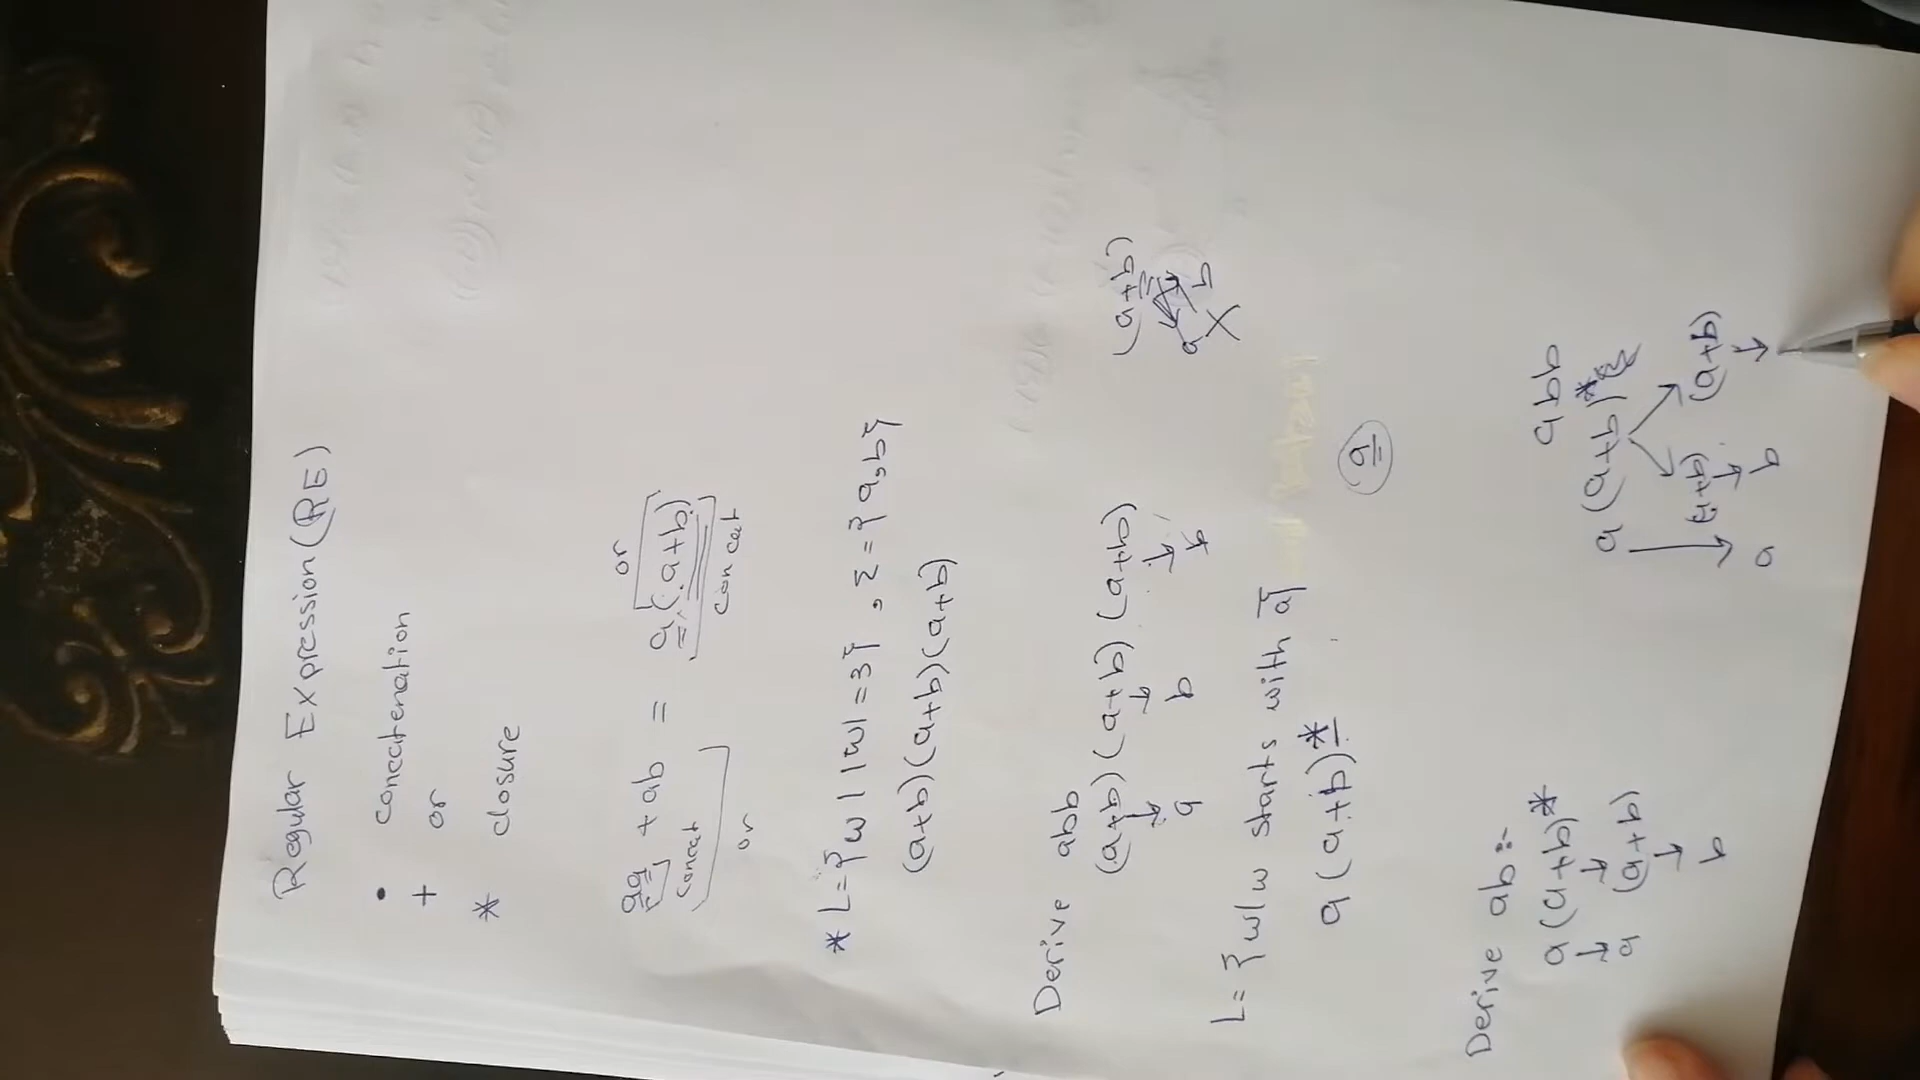 Regular Expression (RE)
• concatenation
+ or
* closure
or
aa + ab = a(a+b)
concat
concat
or
* L={w | |w|=3}, Σ={a,b}
(a+b)(a+b)(a+b)
Derive abb
(a+b)(a+b)(a+b)
a b b
(a+b)
a b
L={w|w starts with a}
a(a+b)*
a
Derive ab:-
a(a+b)*
a (a+b)
b
abb
a(a+b)*
(a+b) (a+b)
a b